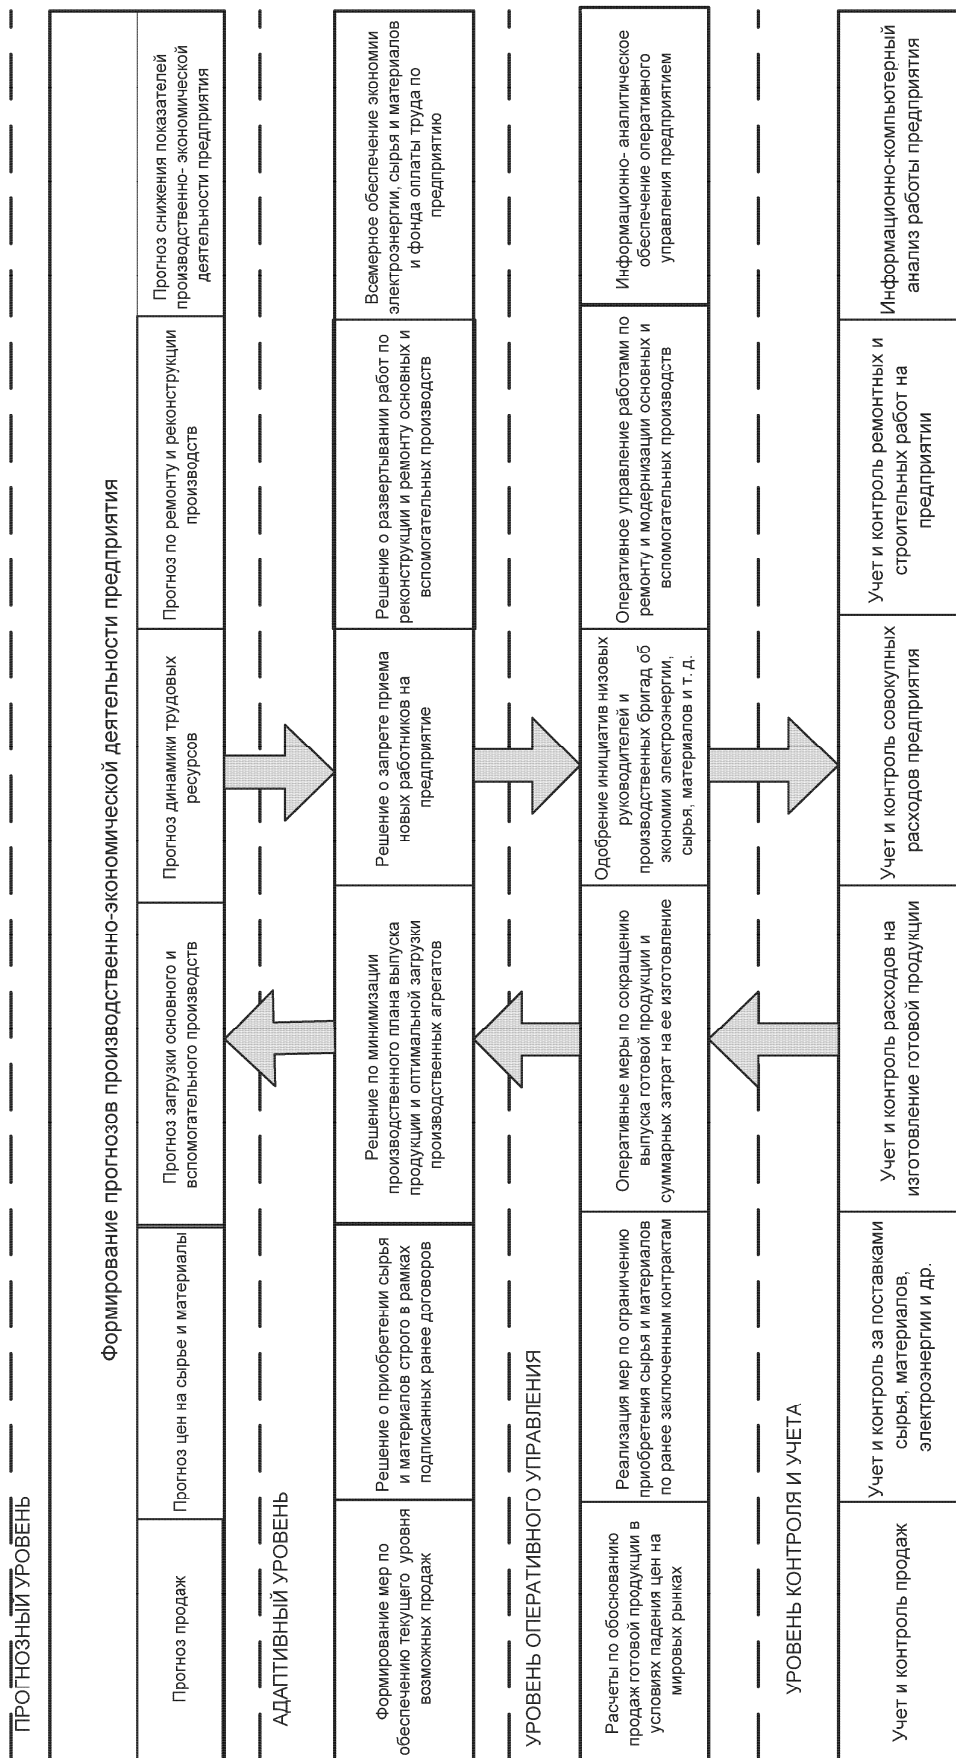 ПРОГНОЗНЫЙ УРОВЕНЬ
Формирование прогнозов производственно-экономической деятельности предприятия
Прогноз продаж
Прогноз цен на сырье и материалы
Прогноз загрузки основного и
вспомогательного производств
Прогноз динамики трудовых
ресурсов
Прогноз по ремонту и реконструкции
производств
Прогноз снижения показателей
производственно- экономической
деятельности предприятия
АДАПТИВНЫЙ УРОВЕНЬ
Формирование мер по
обеспечению текущего уровня
возможных продаж
Решение о приобретении сырья
и материалов строго в рамках
подписанных ранее договоров
Решение по минимизации
производственного плана выпуска
продукции и оптимальной загрузки
производственных агрегатов
Решение о запрете приема
новых работников на
предприятие
Решение о развертывании работ по
реконструкции и ремонту основных и
вспомогательных производств
Всемерное обеспечение экономии
электроэнергии, сырья и материалов
и фонда оплаты труда по
предприятию
УРОВЕНЬ ОПЕРАТИВНОГО УПРАВЛЕНИЯ
Расчеты по обоснованию
продаж готовой продукции в
условиях падения цен на
мировых рынках
Реализация мер по ограничению
приобретения сырья и материалов
по ранее заключенным контрактам
Оперативные меры по сокращению
выпуска готовой продукции и
суммарных затрат на ее изготовление
Одобрение инициатив низовых
руководителей и
производственных бригад об
экономии электроэнергии,
сырья, материалов и т. д.
Оперативное управление работами по
ремонту и модернизации основных и
вспомогательных производств
Информационно- аналитическое
обеспечение оперативного
управления предприятием
УРОВЕНЬ КОНТРОЛЯ И УЧЕТА
Учет и контроль продаж
Учет и контроль за поставками
сырья, материалов,
электроэнергии и др.
Учет и контроль расходов на
изготовление готовой продукции
Учет и контроль совокупных
расходов предприятия
Учет и контроль ремонтных и
строительных работ на
предприятии
Информационно-компьютерный
анализ работы предприятия